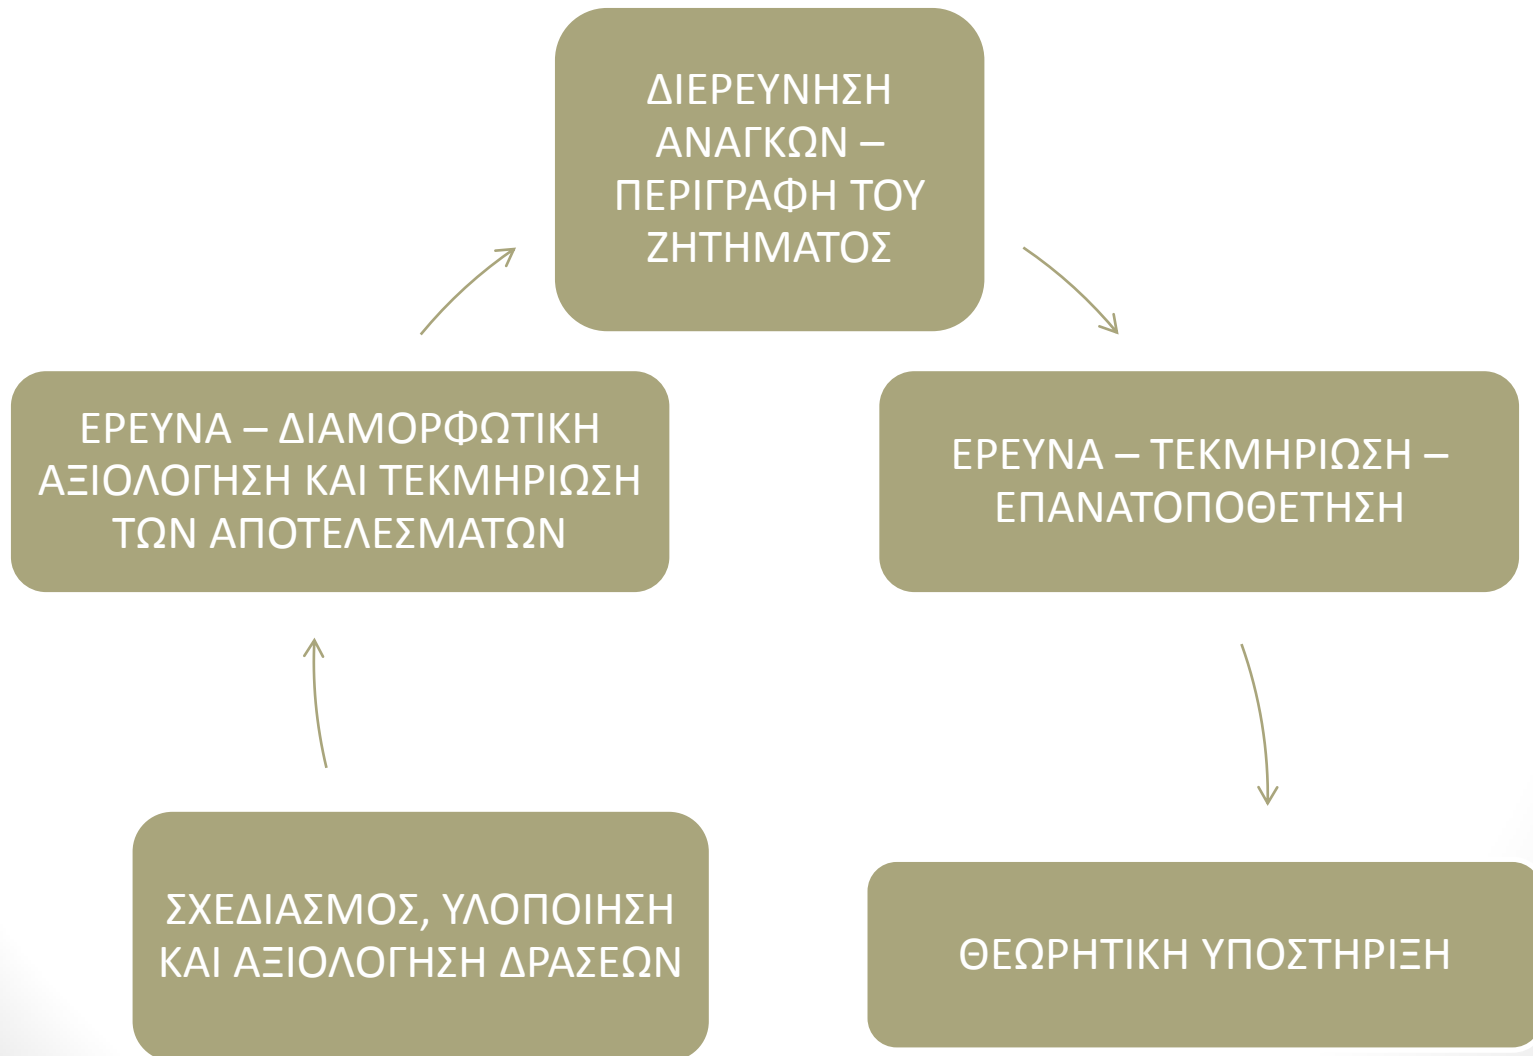 ΔΙΕΡΕΥΝΗΣΗ
ΑΝΑΓΚΩΝ –
ΠΕΡΙΓΡΑΦΗ ΤΟΥ
ΖΗΤΗΜΑΤΟΣ
ΕΡΕΥΝΑ – ΤΕΚΜΗΡΙΩΣΗ –
ΕΠΑΝΑΤΟΠΟΘΕΤΗΣΗ
ΘΕΩΡΗΤΙΚΗ ΥΠΟΣΤΗΡΙΞΗ
ΣΧΕΔΙΑΣΜΟΣ, ΥΛΟΠΟΙΗΣΗ
ΚΑΙ ΑΞΙΟΛΟΓΗΣΗ ΔΡΑΣΕΩΝ
ΕΡΕΥΝΑ – ΔΙΑΜΟΡΦΩΤΙΚΗ
ΑΞΙΟΛΟΓΗΣΗ ΚΑΙ ΤΕΚΜΗΡΙΩΣΗ
ΤΩΝ ΑΠΟΤΕΛΕΣΜΑΤΩΝ